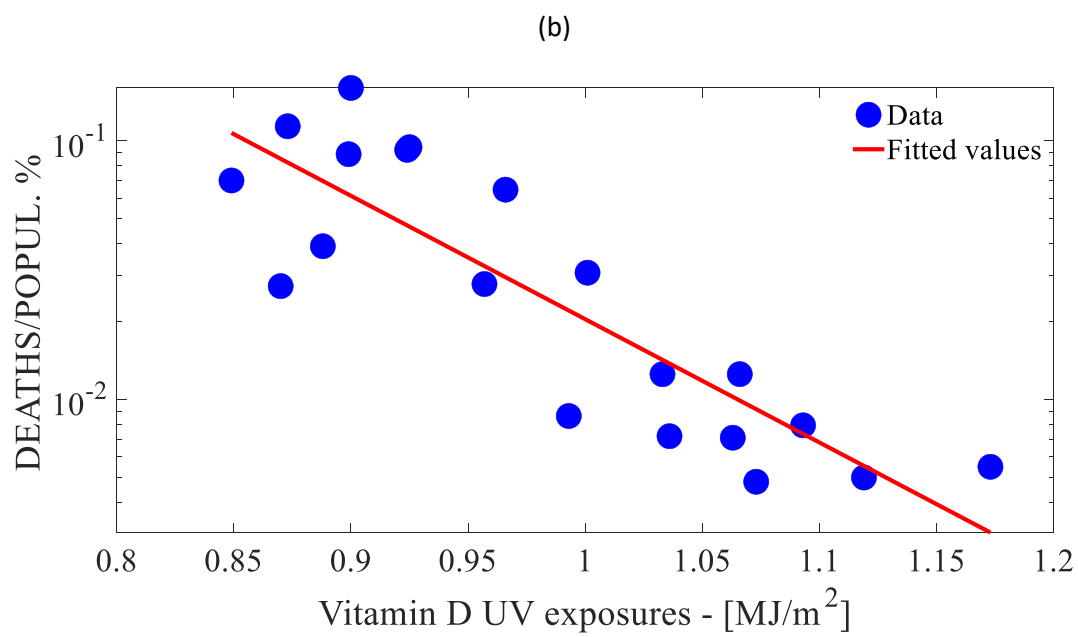 (b)
Data
Fitted values
DEATHS/POPUL. %
10⁻¹
10⁻²
0.8 0.85 0.9 0.95 1 1.05 1.1 1.15 1.2
Vitamin D UV exposures - [MJ/m²]